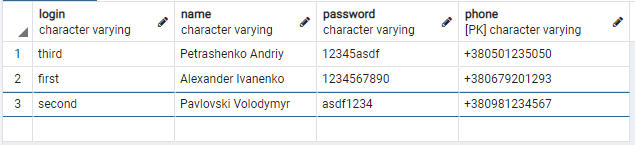 login name password phone
character varying character varying character varying [PK] character varying
1 third Petrashenko Andriy 12345asdf +380501235050
2 first Alexander Ivanenko 1234567890 +380679201293
3 second Pavlovski Volodymyr asdf1234 +380981234567